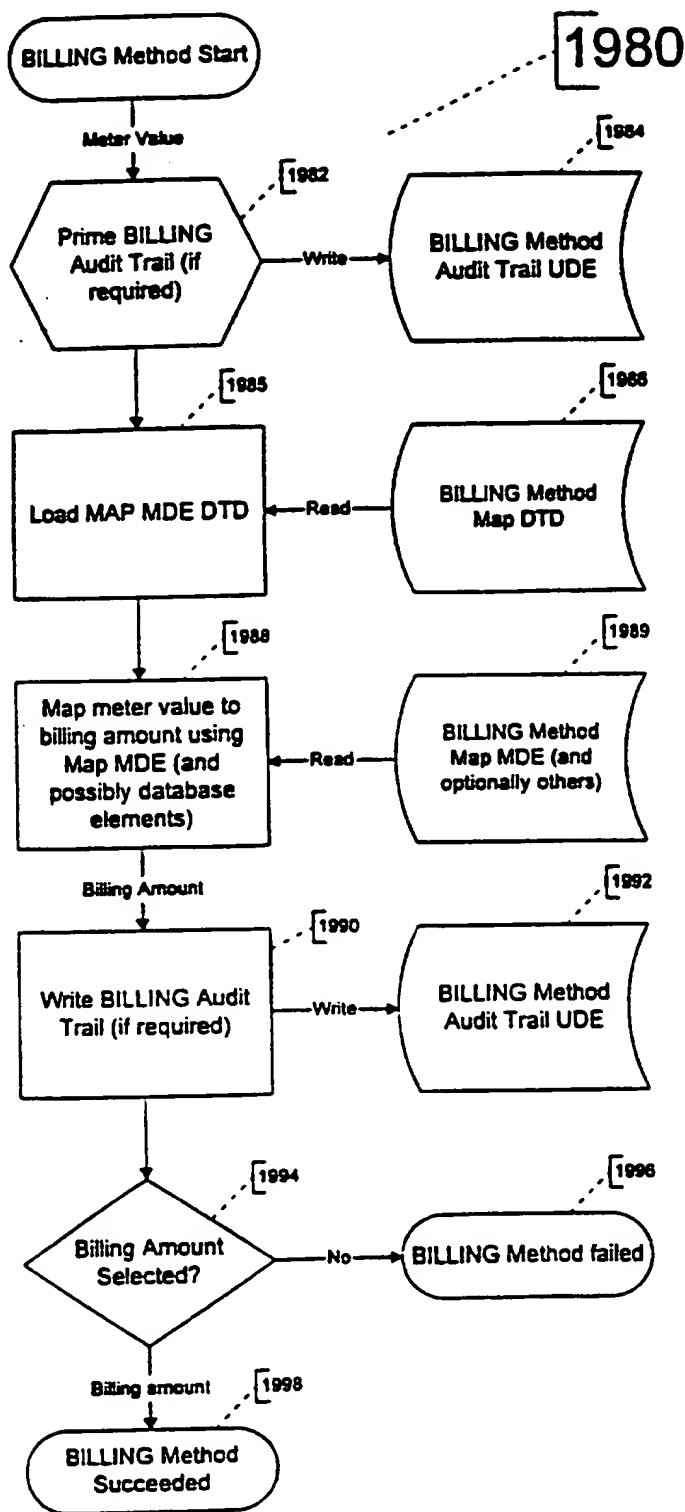 BILLING Method Start
1980
Meter Value
1982
1984
Prime BILLING
Audit Trail (if
required)
Write
BILLING Method
Audit Trail UDE
1985
1986
Load MAP MDE DTD
Read
BILLING Method
Map DTD
1988
1989
Map meter value to
billing amount using
Map MDE (and
possibly database
elements)
Read
BILLING Method
Map MDE (and
optionally others)
Billing Amount
1990
1992
Write BILLING Audit
Trail (if required)
Write
BILLING Method
Audit Trail UDE
1994
1996
Billing Amount
Selected?
No
BILLING Method failed
Billing amount
1998
BILLING Method
Succeeded